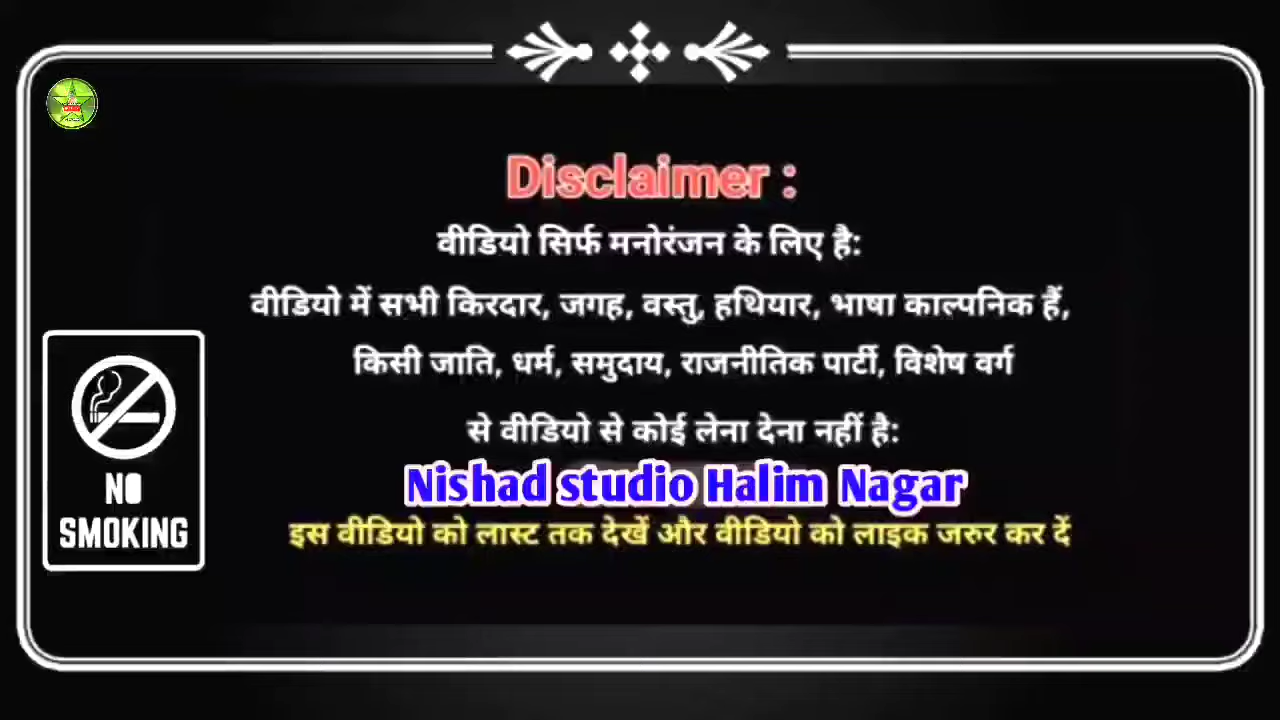 Disclaimer :
वीडियो सिर्फ मनोरंजन के लिए है:
वीडियो में सभी किरदार, जगह, वस्तु, हथियार, भाषा काल्पनिक हैं,
किसी जाति, धर्म, समुदाय, राजनीतिक पार्टी, विशेष वर्ग
से वीडियो से कोई लेना देना नहीं है:
Nishad studio Halim Nagar
इस वीडियो को लास्ट तक देखें और वीडियो को लाइक जरुर कर दें
NO
SMOKING